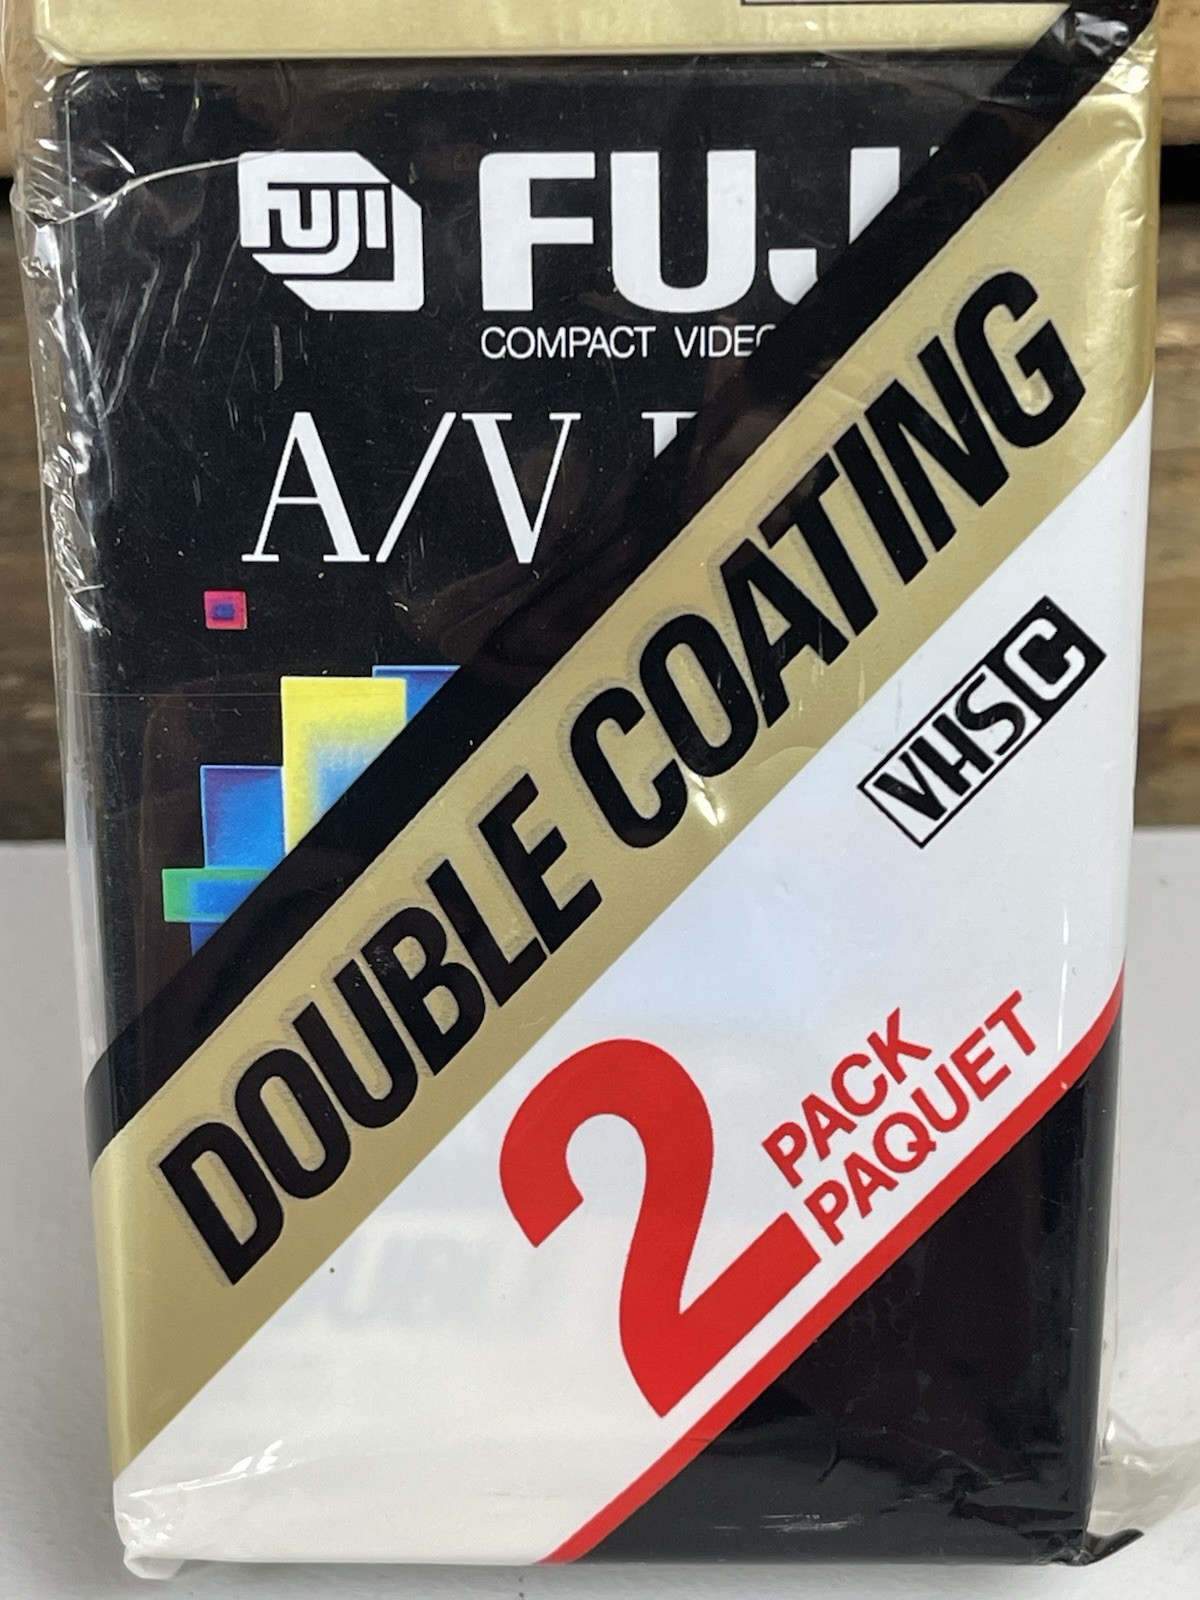 FUJI
FUJI
COMPACT VIDEO
A/V
DOUBLE COATING
VHS C
2
PACK
PAQUET